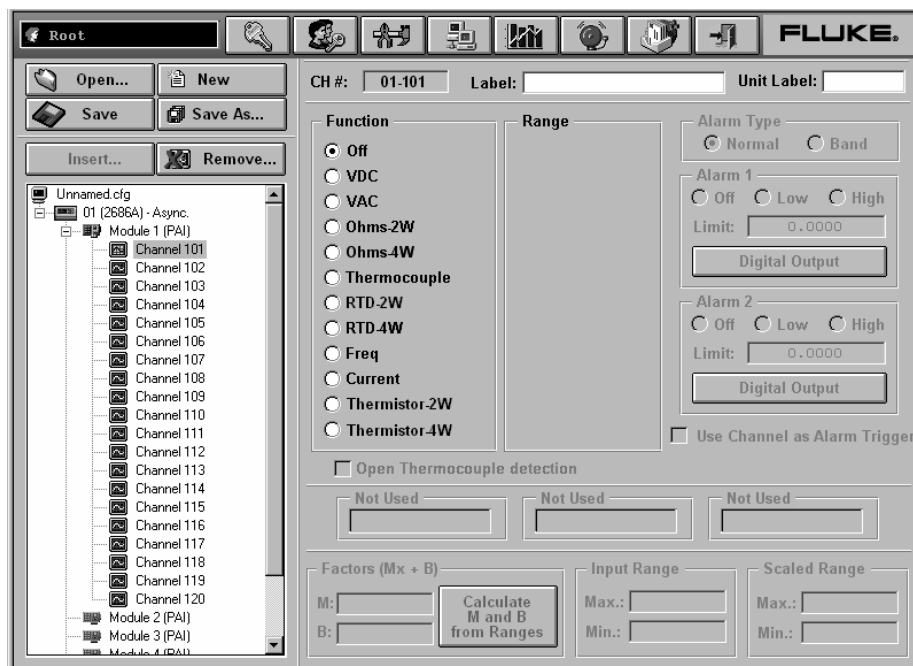 Root
FLUKE®
Open...
New
Save
Save As...
Insert...
Remove...
Unnamed.cfg
01 (2686A) - Async.
Module 1 (PAI)
Channel 101
Channel 102
Channel 103
Channel 104
Channel 105
Channel 106
Channel 107
Channel 108
Channel 109
Channel 110
Channel 111
Channel 112
Channel 113
Channel 114
Channel 115
Channel 116
Channel 117
Channel 118
Channel 119
Channel 120
Module 2 (PAI)
Module 3 (PAI)
Module 4 (PAI)
CH #: 01-101 Label: Unit Label:
Function
Off
VDC
VAC
Ohms-2W
Ohms-4W
Thermocouple
RTD-2W
RTD-4W
Freq
Current
Thermistor-2W
Thermistor-4W
Range
Alarm Type
Normal Band
Alarm 1
Off Low High
Limit: 0.0000
Digital Output
Alarm 2
Off Low High
Limit: 0.0000
Digital Output
Use Channel as Alarm Trigger
Open Thermocouple detection
Not Used Not Used Not Used
Factors (Mx + B)
M:
B:
Calculate
M and B
from Ranges
Input Range
Max.:
Min.:
Scaled Range
Max.:
Min.: